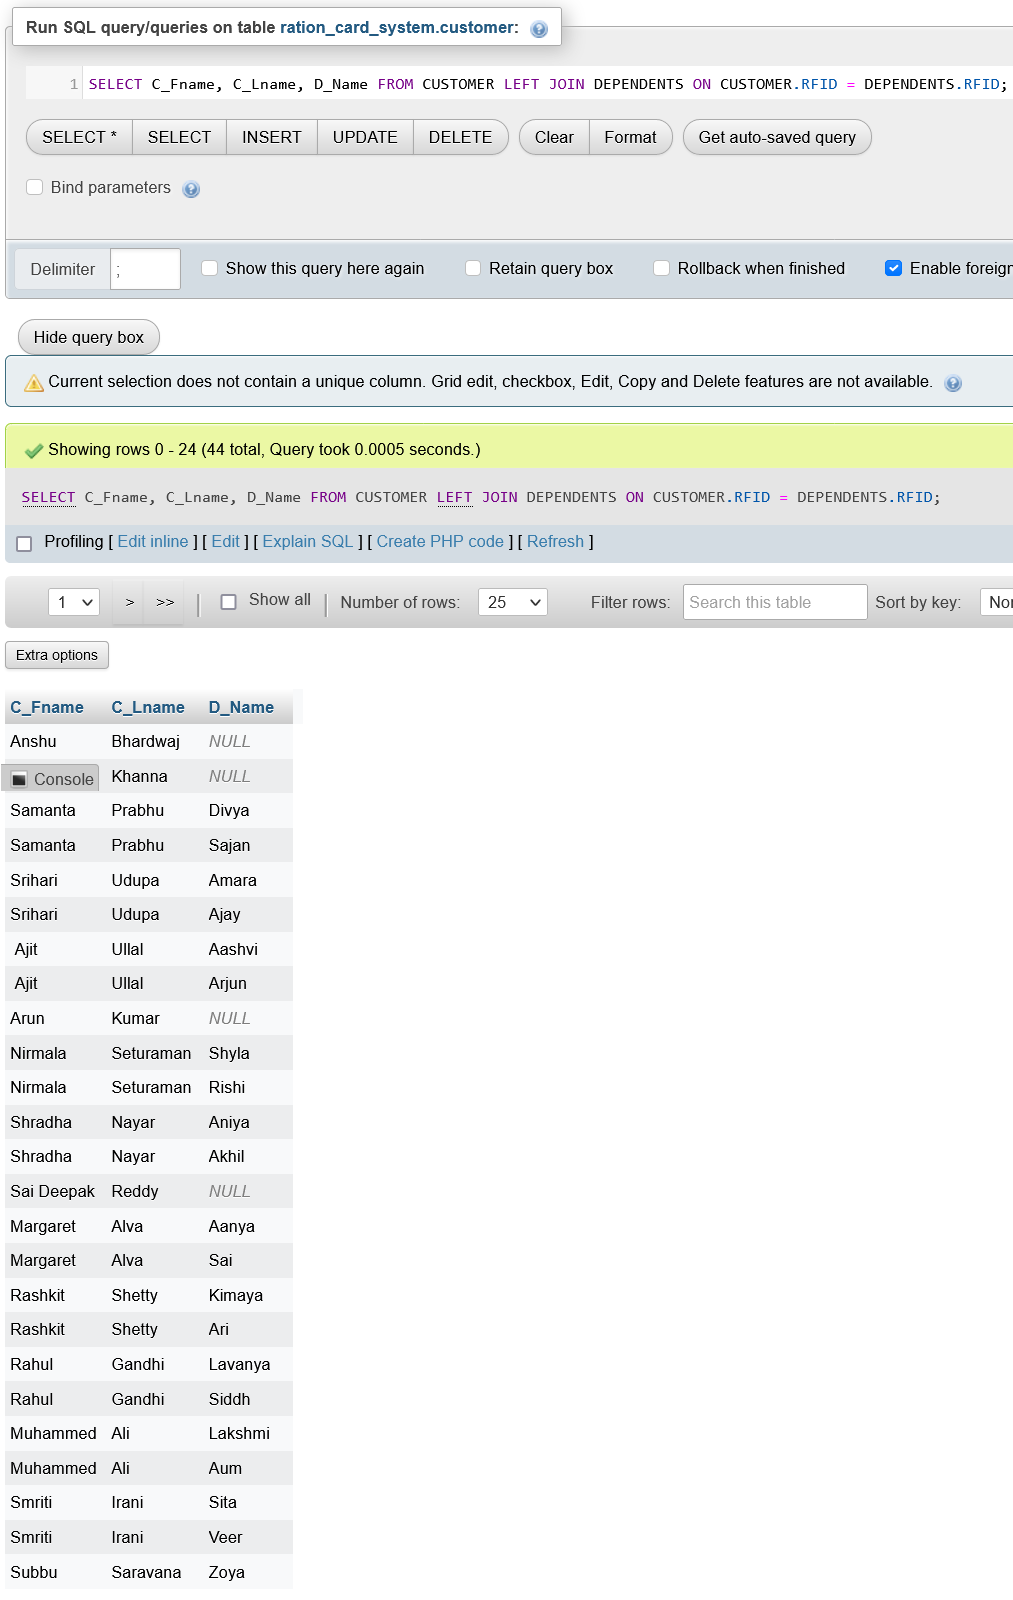 Run SQL query/queries on table ration_card_system.customer:
1 SELECT C_Fname, C_Lname, D_Name FROM CUSTOMER LEFT JOIN DEPENDENTS ON CUSTOMER.RFID = DEPENDENTS.RFID;
SELECT * SELECT INSERT UPDATE DELETE Clear Format Get auto-saved query
Bind parameters
Delimiter ; Show this query here again Retain query box Rollback when finished Enable foreign
Hide query box
Current selection does not contain a unique column. Grid edit, checkbox, Edit, Copy and Delete features are not available.
Showing rows 0 - 24 (44 total, Query took 0.0005 seconds.)
SELECT C_Fname, C_Lname, D_Name FROM CUSTOMER LEFT JOIN DEPENDENTS ON CUSTOMER.RFID = DEPENDENTS.RFID;
Profiling [ Edit inline ] [ Edit ] [ Explain SQL ] [ Create PHP code ] [ Refresh ]
1 > >> | Show all | Number of rows: 25 Filter rows: Search this table Sort by key:
Extra options
C_Fname C_Lname D_Name
Anshu Bhardwaj NULL
Console Khanna NULL
Samanta Prabhu Divya
Samanta Prabhu Sajan
Srihari Udupa Amara
Srihari Udupa Ajay
Ajit Ullal Aashvi
Ajit Ullal Arjun
Arun Kumar NULL
Nirmala Seturaman Shyla
Nirmala Seturaman Rishi
Shradha Nayar Aniya
Shradha Nayar Akhil
Sai Deepak Reddy NULL
Margaret Alva Aanya
Margaret Alva Sai
Rashkit Shetty Kimaya
Rashkit Shetty Ari
Rahul Gandhi Lavanya
Rahul Gandhi Siddh
Muhammed Ali Lakshmi
Muhammed Ali Aum
Smriti Irani Sita
Smriti Irani Veer
Subbu Saravana Zoya